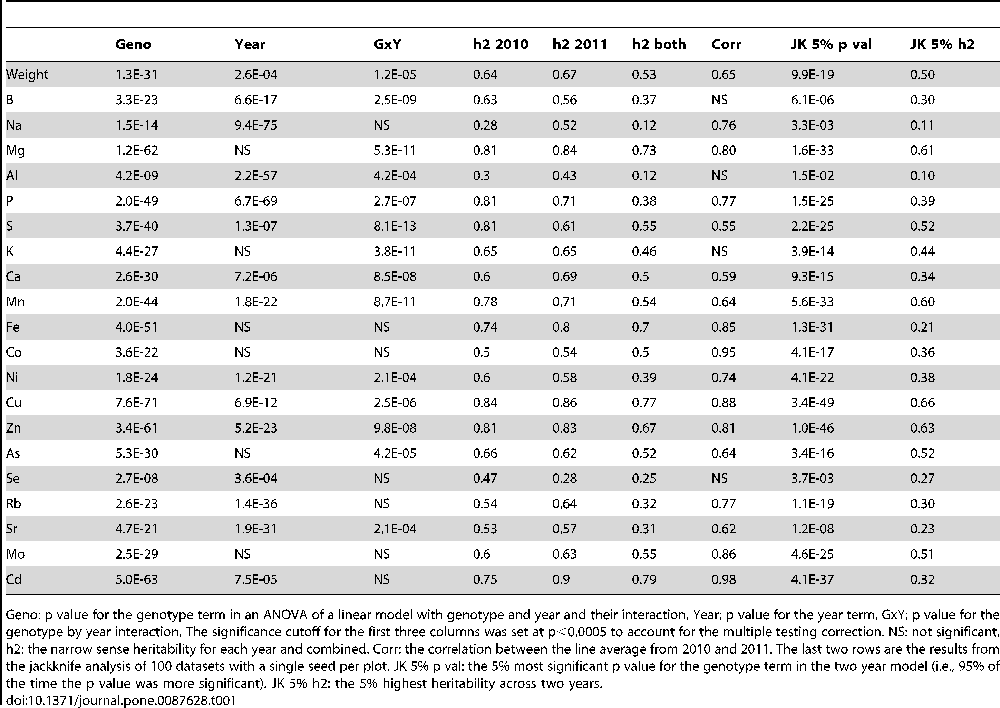 Geno Year GxY h2 2010 h2 2011 h2 both Corr JK 5% p val JK 5% h2
Weight 1.3E-31 2.6E-04 1.2E-05 0.64 0.67 0.53 0.65 9.9E-19 0.50
B 3.3E-23 6.6E-17 2.5E-09 0.63 0.56 0.37 NS 6.1E-06 0.30
Na 1.5E-14 9.4E-75 NS 0.28 0.52 0.12 0.76 3.3E-03 0.11
Mg 1.2E-62 NS 5.3E-11 0.81 0.84 0.73 0.80 1.6E-33 0.61
Al 4.2E-09 2.2E-57 4.2E-04 0.3 0.43 0.12 NS 1.5E-02 0.10
P 2.0E-49 6.7E-69 2.7E-07 0.81 0.71 0.38 0.77 1.5E-25 0.39
S 3.7E-40 1.3E-07 8.1E-13 0.81 0.61 0.55 0.55 2.2E-25 0.52
K 4.4E-27 NS 3.8E-11 0.65 0.65 0.46 NS 3.9E-14 0.44
Ca 2.6E-30 7.2E-06 8.5E-08 0.6 0.69 0.5 0.59 9.3E-15 0.34
Mn 2.0E-44 1.8E-22 8.7E-11 0.78 0.71 0.54 0.64 5.6E-33 0.60
Fe 4.0E-51 NS NS 0.74 0.8 0.7 0.85 1.3E-31 0.21
Co 3.6E-22 NS NS 0.5 0.54 0.5 0.95 4.1E-17 0.36
Ni 1.8E-24 1.2E-21 2.1E-04 0.6 0.58 0.39 0.74 4.1E-22 0.38
Cu 7.6E-71 6.9E-12 2.5E-06 0.84 0.86 0.77 0.88 3.4E-49 0.66
Zn 3.4E-61 5.2E-23 9.8E-08 0.81 0.83 0.67 0.81 1.0E-46 0.63
As 5.3E-30 NS 4.2E-05 0.66 0.62 0.52 0.64 3.4E-16 0.52
Se 2.7E-08 3.6E-04 NS 0.47 0.28 0.25 NS 3.7E-03 0.27
Rb 2.6E-23 1.4E-36 NS 0.54 0.64 0.32 0.77 1.1E-19 0.30
Sr 4.7E-21 1.9E-31 2.1E-04 0.53 0.57 0.31 0.62 1.2E-08 0.23
Mo 2.5E-29 NS NS 0.6 0.63 0.55 0.86 4.6E-25 0.51
Cd 5.0E-63 7.5E-05 NS 0.75 0.9 0.79 0.98 4.1E-37 0.32
Geno: p value for the genotype term in an ANOVA of a linear model with genotype and year and their interaction. Year: p value for the year term. GxY: p value for the
genotype by year interaction. The significance cutoff for the first three columns was set at p<0.0005 to account for the multiple testing correction. NS: not significant.
h2: the narrow sense heritability for each year and combined. Corr: the correlation between the line average from 2010 and 2011. The last two rows are the results from
the jackknife analysis of 100 datasets with a single seed per plot. JK 5% p val: the 5% most significant p value for the genotype term in the two year model (i.e., 95% of
the time the p value was more significant). JK 5% h2: the 5% highest heritability across two years.
doi:10.1371/journal.pone.0087628.t001